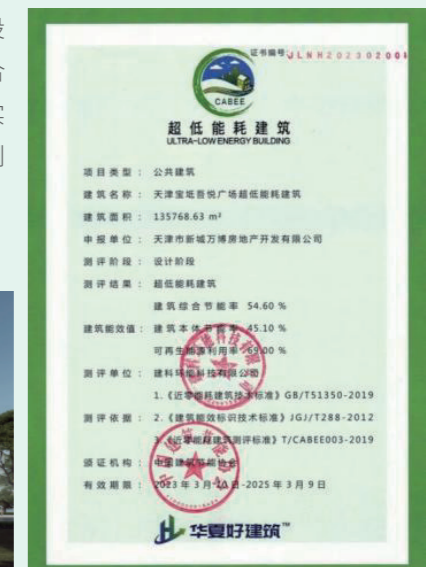 证书编号: JLNH202302001
CABEE
超低能耗建筑
ULTRA-LOW ENERGY BUILDING
项目类型: 公共建筑
建筑名称: 天津宝坻吾悦广场超低能耗建筑
建筑面积: 135768.63 m²
申报单位: 天津市新城万博房地产开发有限公司
测评阶段: 设计阶段
测评结果: 超低能耗建筑
建筑综合节能率 54.60 %
建筑能效值: 建筑本体节能率 45.10 %
可再生能源利用率 69.00 %
测评单位: 建科环能科技有限公司
1.《近零能耗建筑技术标准》GB/T51350-2019
测评依据: 2.《建筑能效标识技术标准》JGJ/T288-2012
3.《近零能耗建筑测评标准》T/CABEE003-2019
颁证机构: 中国建筑节能协会
有效期限: 2023年3月10日-2025年3月9日
华夏好建筑™